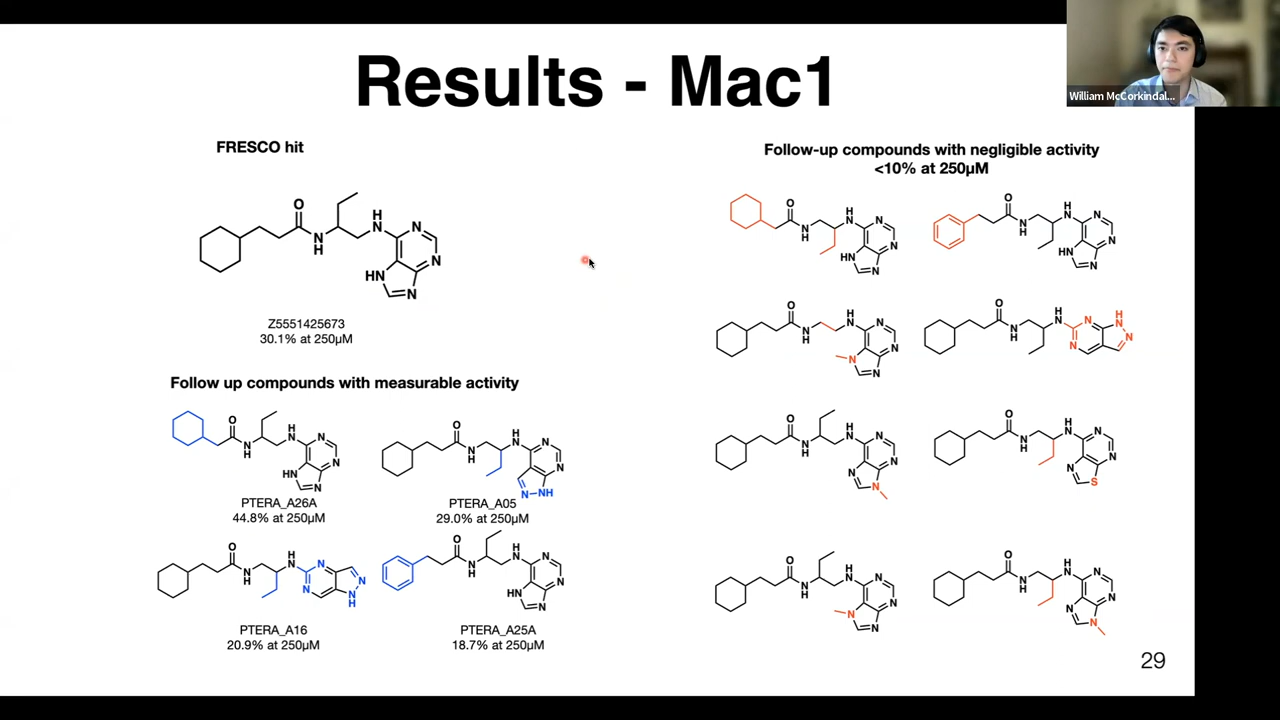 Results - Mac1
William McCorkindal...
FRESCO hit
Z5551425673
30.1% at 250µM
Follow up compounds with measurable activity
PTERA_A26A
44.8% at 250µM
PTERA_A05
29.0% at 250µM
PTERA_A16
20.9% at 250µM
PTERA_A25A
18.7% at 250µM
Follow-up compounds with negligible activity
<10% at 250µM
29